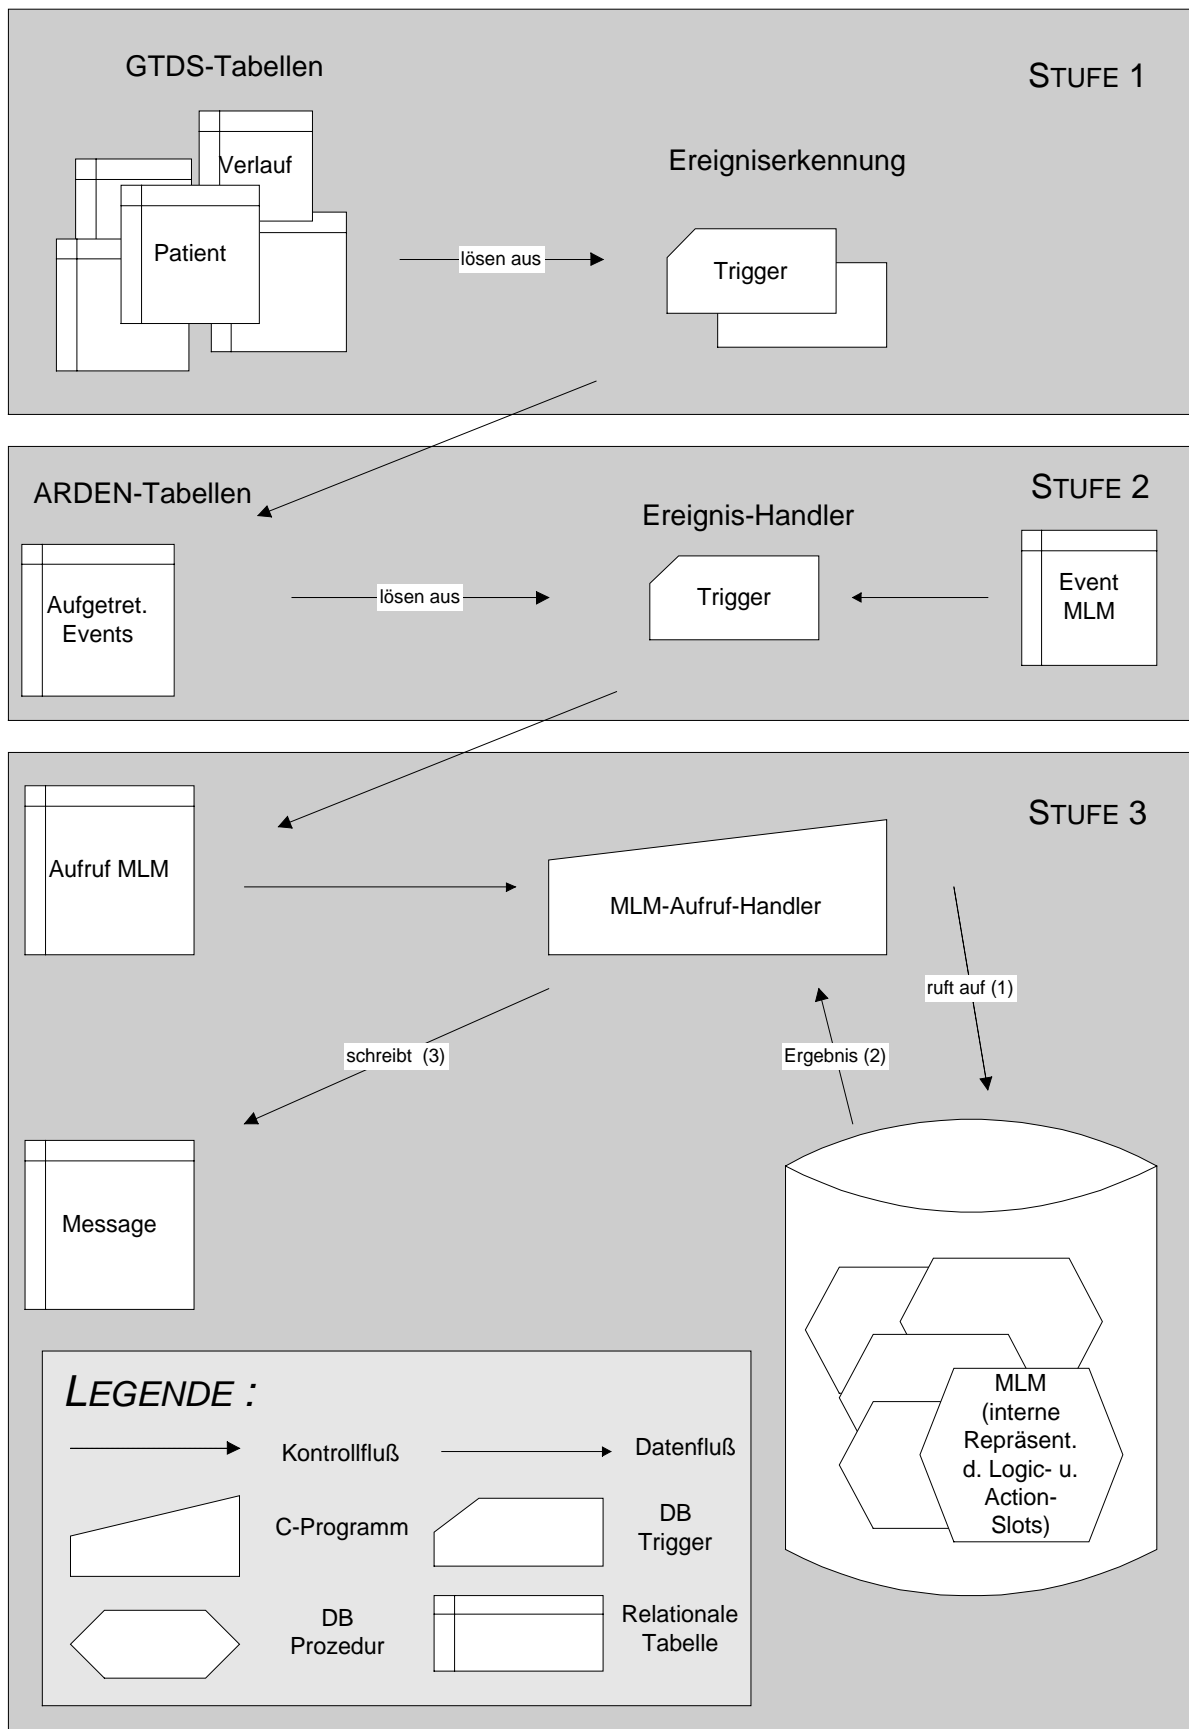 GTDS-Tabellen
STUFE 1
Verlauf
Ereigniserkennung
Patient
lösen aus
Trigger
ARDEN-Tabellen
STUFE 2
Ereignis-Handler
Aufgetret.
Events
lösen aus
Trigger
Event
MLM
STUFE 3
Aufruf MLM
MLM-Aufruf-Handler
ruft auf (1)
schreibt (3)
Ergebnis (2)
Message
MLM
(interne
Repräsent.
d. Logic- u.
Action-
Slots)
LEGENDE :
Kontrollfluß
Datenfluß
C-Programm
DB
Trigger
DB
Prozedur
Relationale
Tabelle